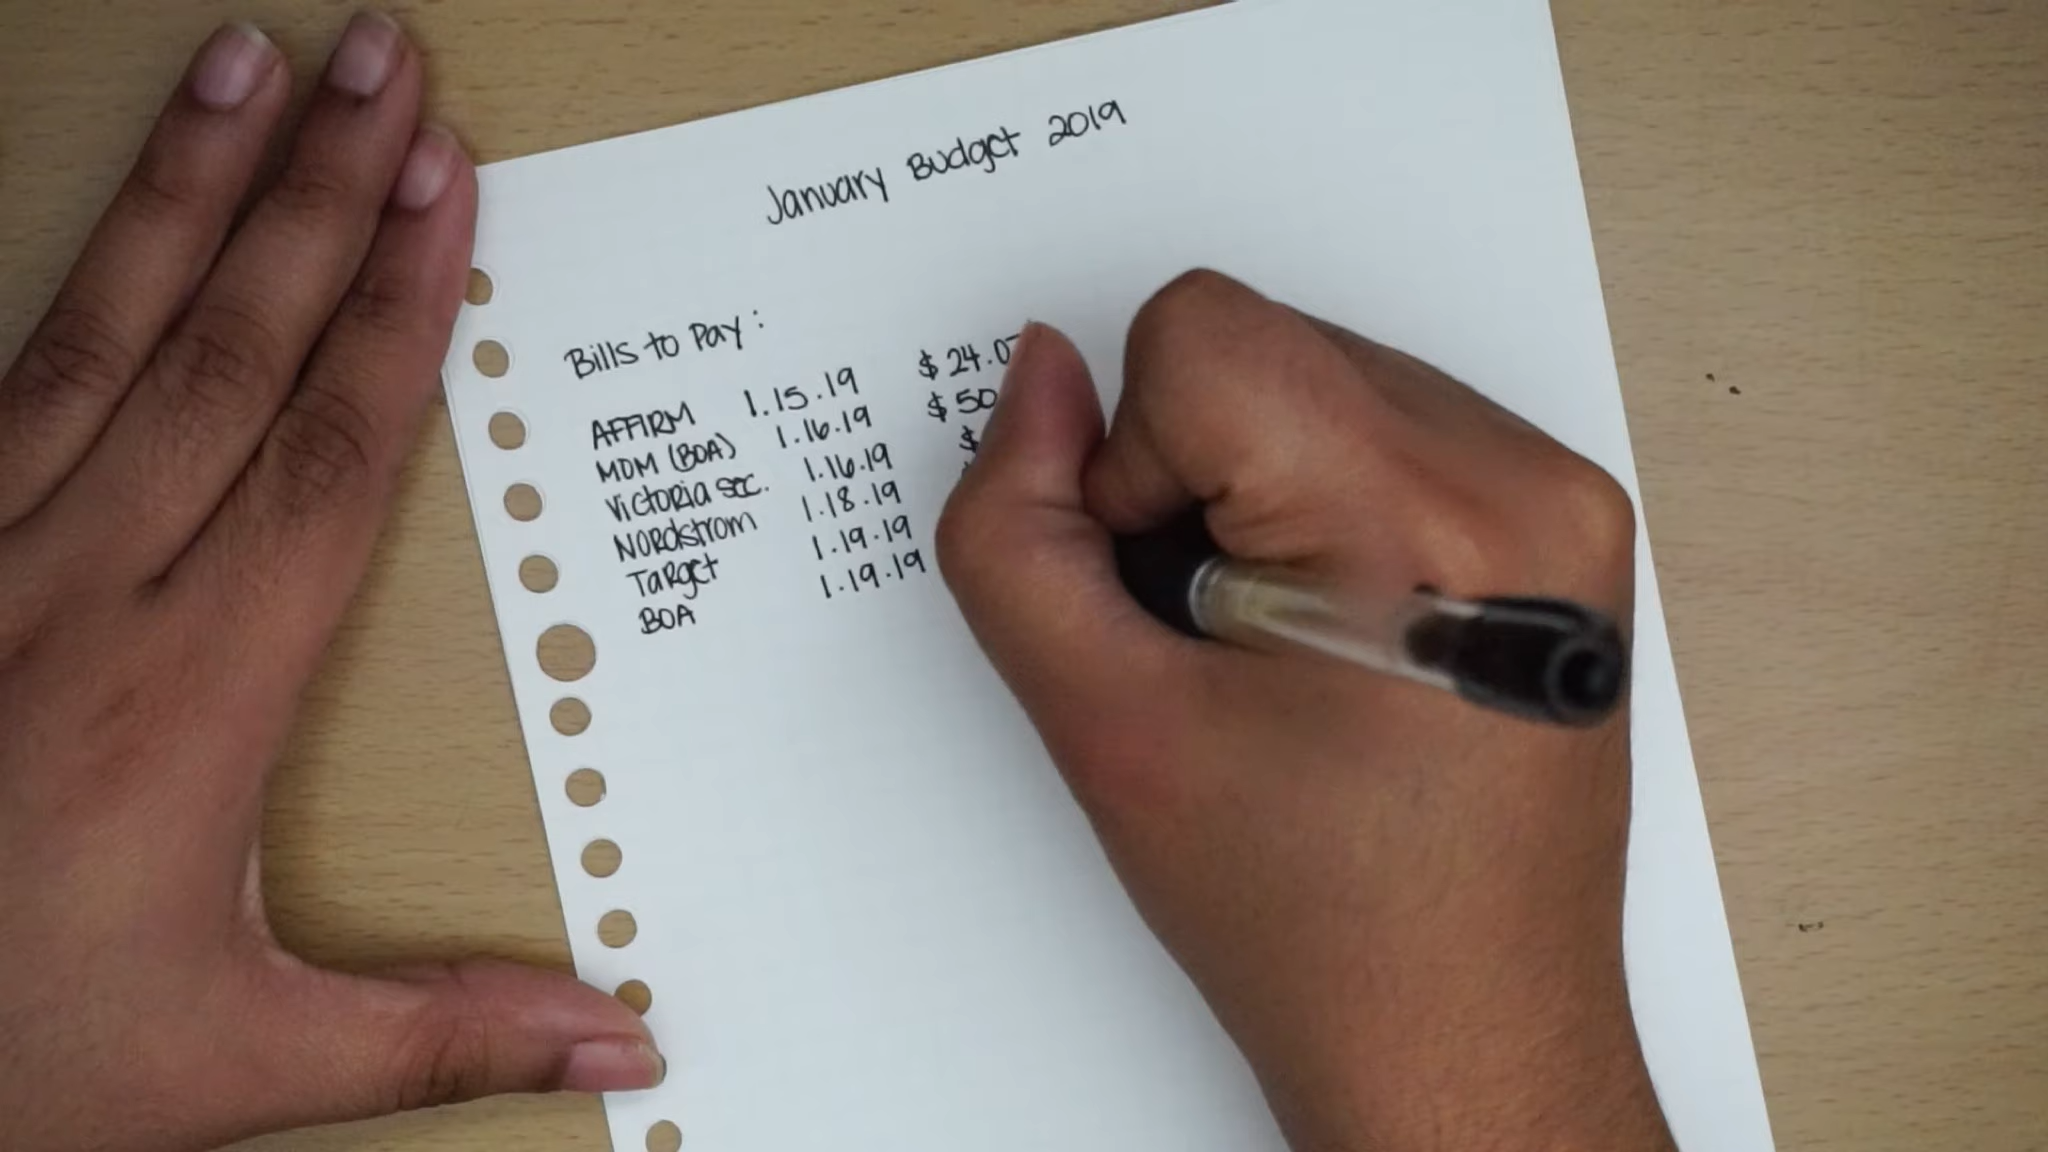 January Budget 2019
Bills to Pay:
AFFIRM 1.15.19 $ 24.0
MOM (BOA) 1.16.19 $ 50
Victoria Sec. 1.16.19 $
Nordstrom 1.18.19
Target 1.19.19
BOA 1.19.19